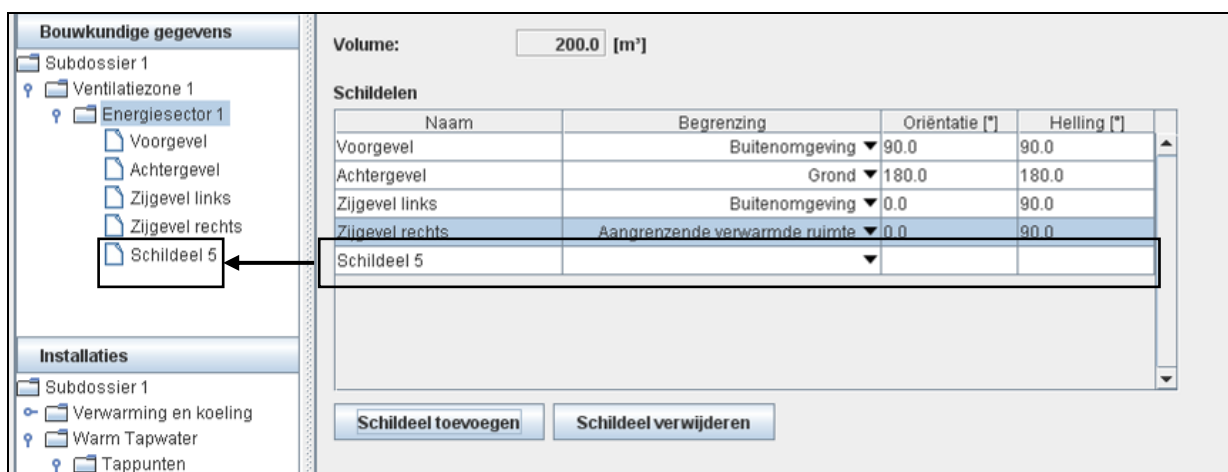 Bouwkundige gegevens
Subdossier 1
Ventilatiezone 1
Energiesector 1
Voorgevel
Achtergevel
Zijgevel links
Zijgevel rechts
Schildeel 5
Installaties
Subdossier 1
Verwarming en koeling
Warm Tapwater
Tappunten
Volume: 200.0 [m³]
Schildelen
Naam Begrenzing Oriëntatie [°] Helling [°]
Voorgevel Buitenomgeving 90.0 90.0
Achtergevel Grond 180.0 180.0
Zijgevel links Buitenomgeving 0.0 90.0
Zijgevel rechts Aangrenzende verwarmde ruimte 0.0 90.0
Schildeel 5
Schildeel toevoegen Schildeel verwijderen